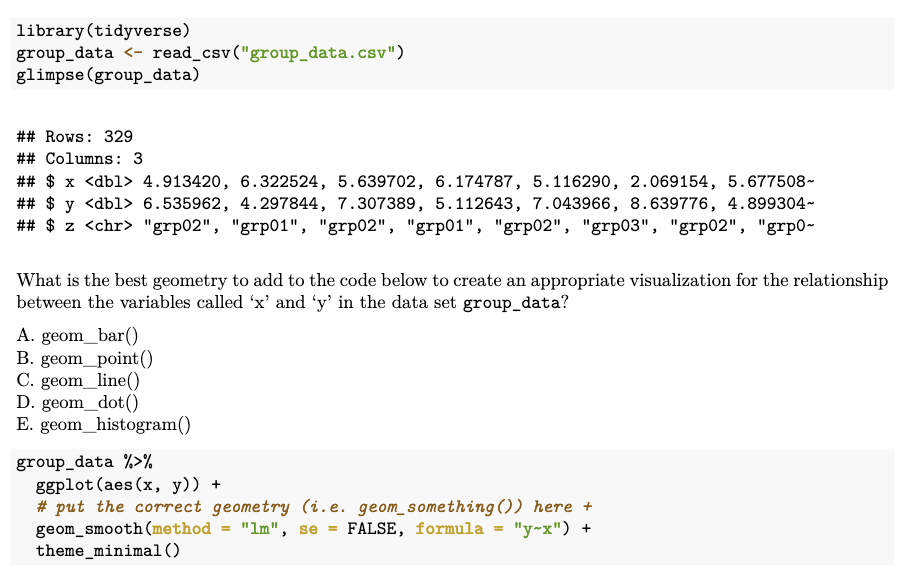 library(tidyverse)
group_data <- read_csv("group_data.csv")
glimpse(group_data)
## Rows: 329
## Columns: 3
## $ x <dbl> 4.913420, 6.322524, 5.639702, 6.174787, 5.116290, 2.069154, 5.677508~
## $ y <dbl> 6.535962, 4.297844, 7.307389, 5.112643, 7.043966, 8.639776, 4.899304~
## $ z <chr> "grp02", "grp01", "grp02", "grp01", "grp02", "grp03", "grp02", "grp0~
What is the best geometry to add to the code below to create an appropriate visualization for the relationship
between the variables called ‘x’ and ‘y’ in the data set group_data?
A. geom_bar()
B. geom_point()
C. geom_line()
D. geom_dot()
E. geom_histogram()
group_data %>%
ggplot(aes(x, y)) +
# put the correct geometry (i.e. geom_something()) here +
geom_smooth(method = "lm", se = FALSE, formula = "y~x") +
theme_minimal()